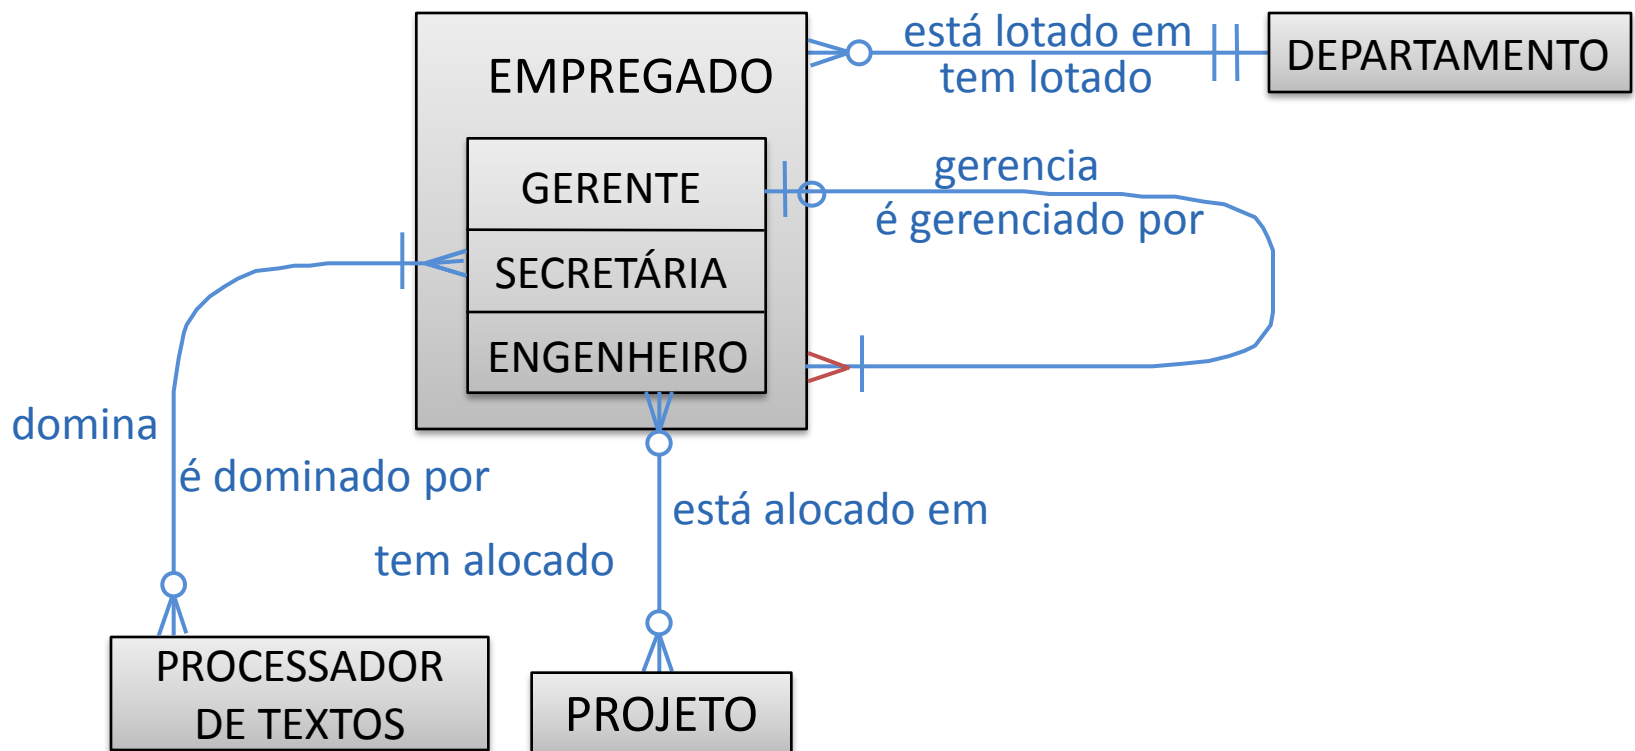 EMPREGADO
está lotado em
tem lotado
DEPARTAMENTO
GERENTE
gerencia
é gerenciado por
SECRETÁRIA
ENGENHEIRO
domina
é dominado por
está alocado em
tem alocado
PROCESSADOR
DE TEXTOS
PROJETO